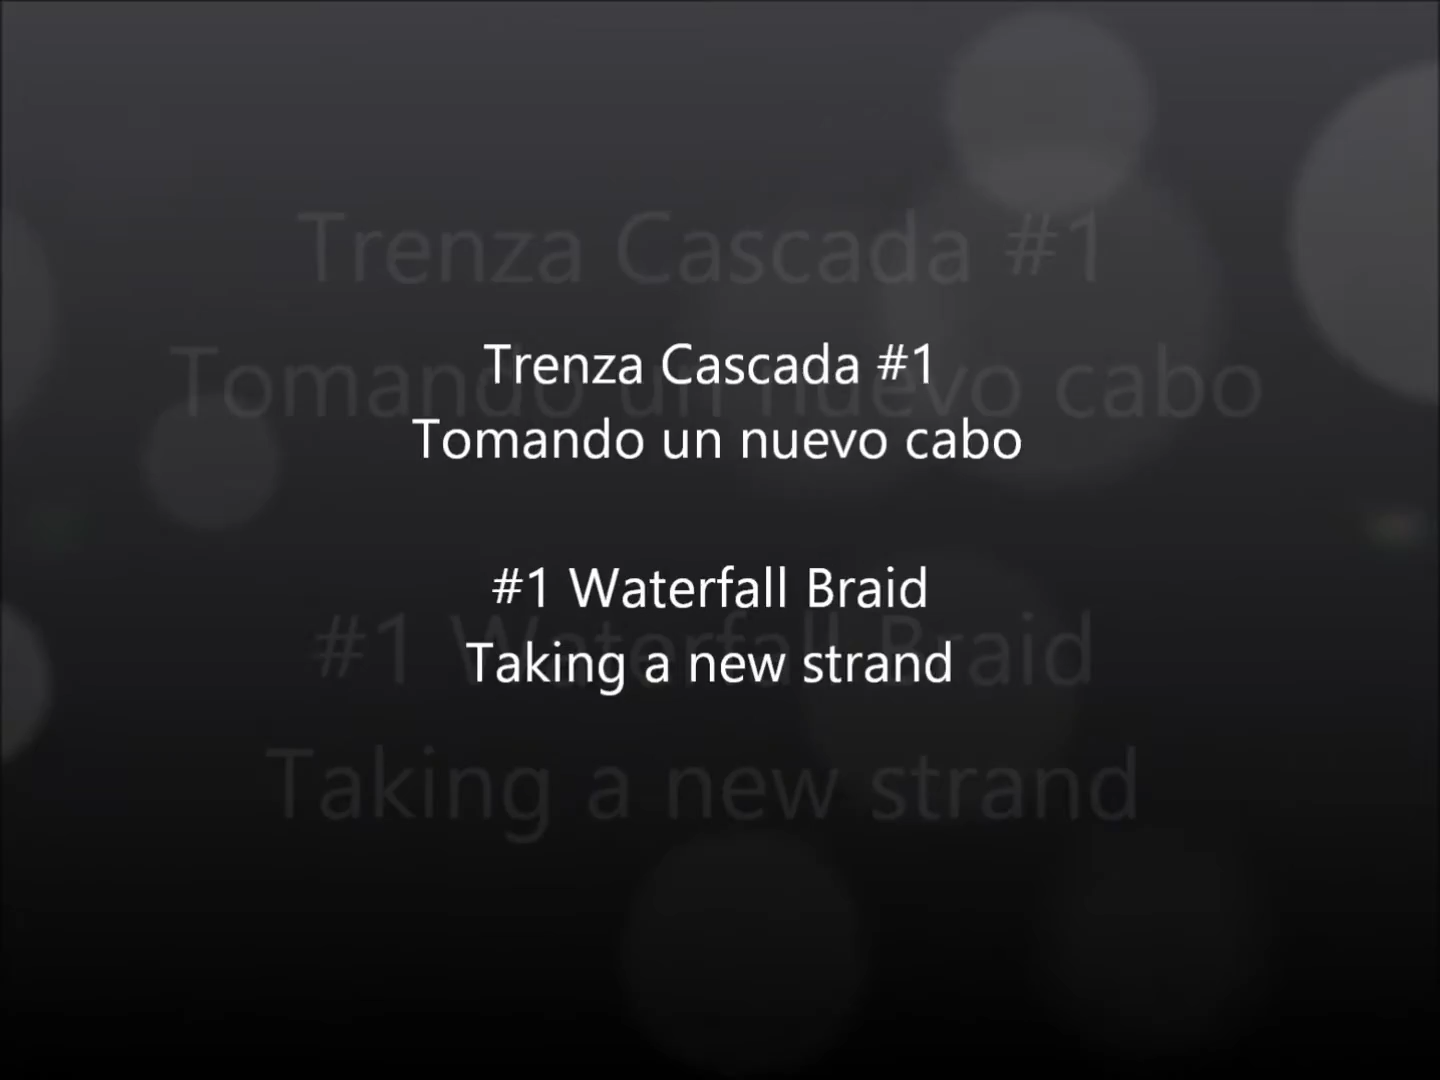 Trenza Cascada #1
Tomando un nuevo cabo
#1 Waterfall Braid
Taking a new strand